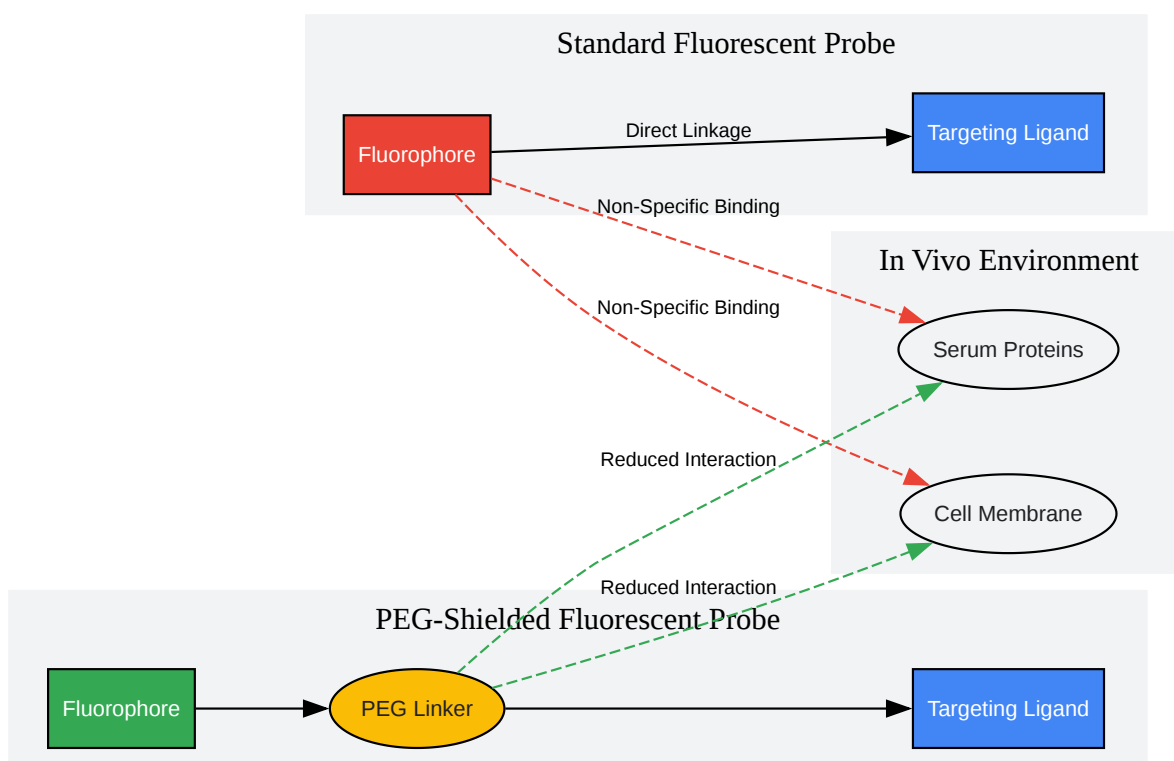 Standard Fluorescent Probe
Fluorophore
Direct Linkage
Targeting Ligand
Non-Specific Binding
In Vivo Environment
Non-Specific Binding
Serum Proteins
Reduced Interaction
Cell Membrane
Reduced Interaction
PEG-Shielded Fluorescent Probe
Fluorophore
PEG Linker
Targeting Ligand